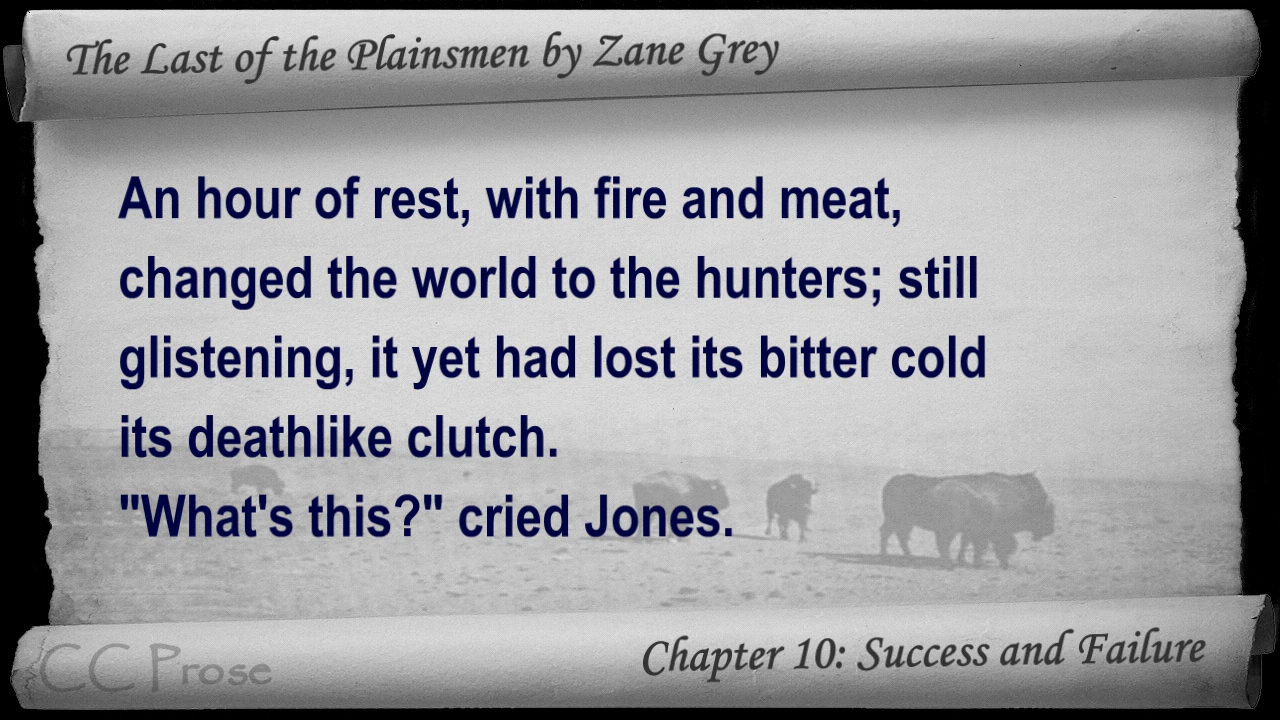 The Last of the Plainsmen by Zane Grey
An hour of rest, with fire and meat,
changed the world to the hunters; still
glistening, it yet had lost its bitter cold
its deathlike clutch.
"What's this?" cried Jones.
CC Prose
Chapter 10: Success and Failure